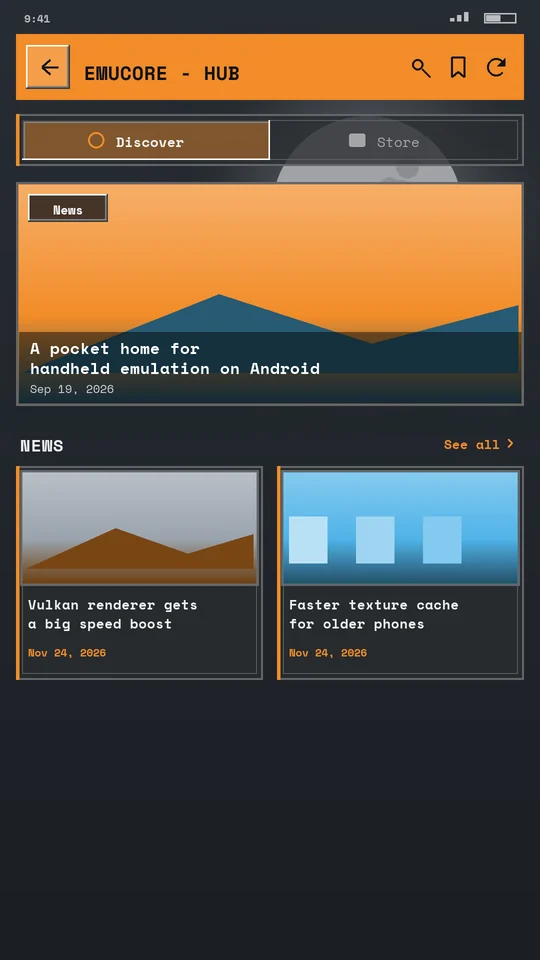 9:41
EMUCORE - HUB
Discover
Store
News
A pocket home for
handheld emulation on Android
Sep 19, 2026
NEWS
See all
Vulkan renderer gets
a big speed boost
Nov 24, 2026
Faster texture cache
for older phones
Nov 24, 2026